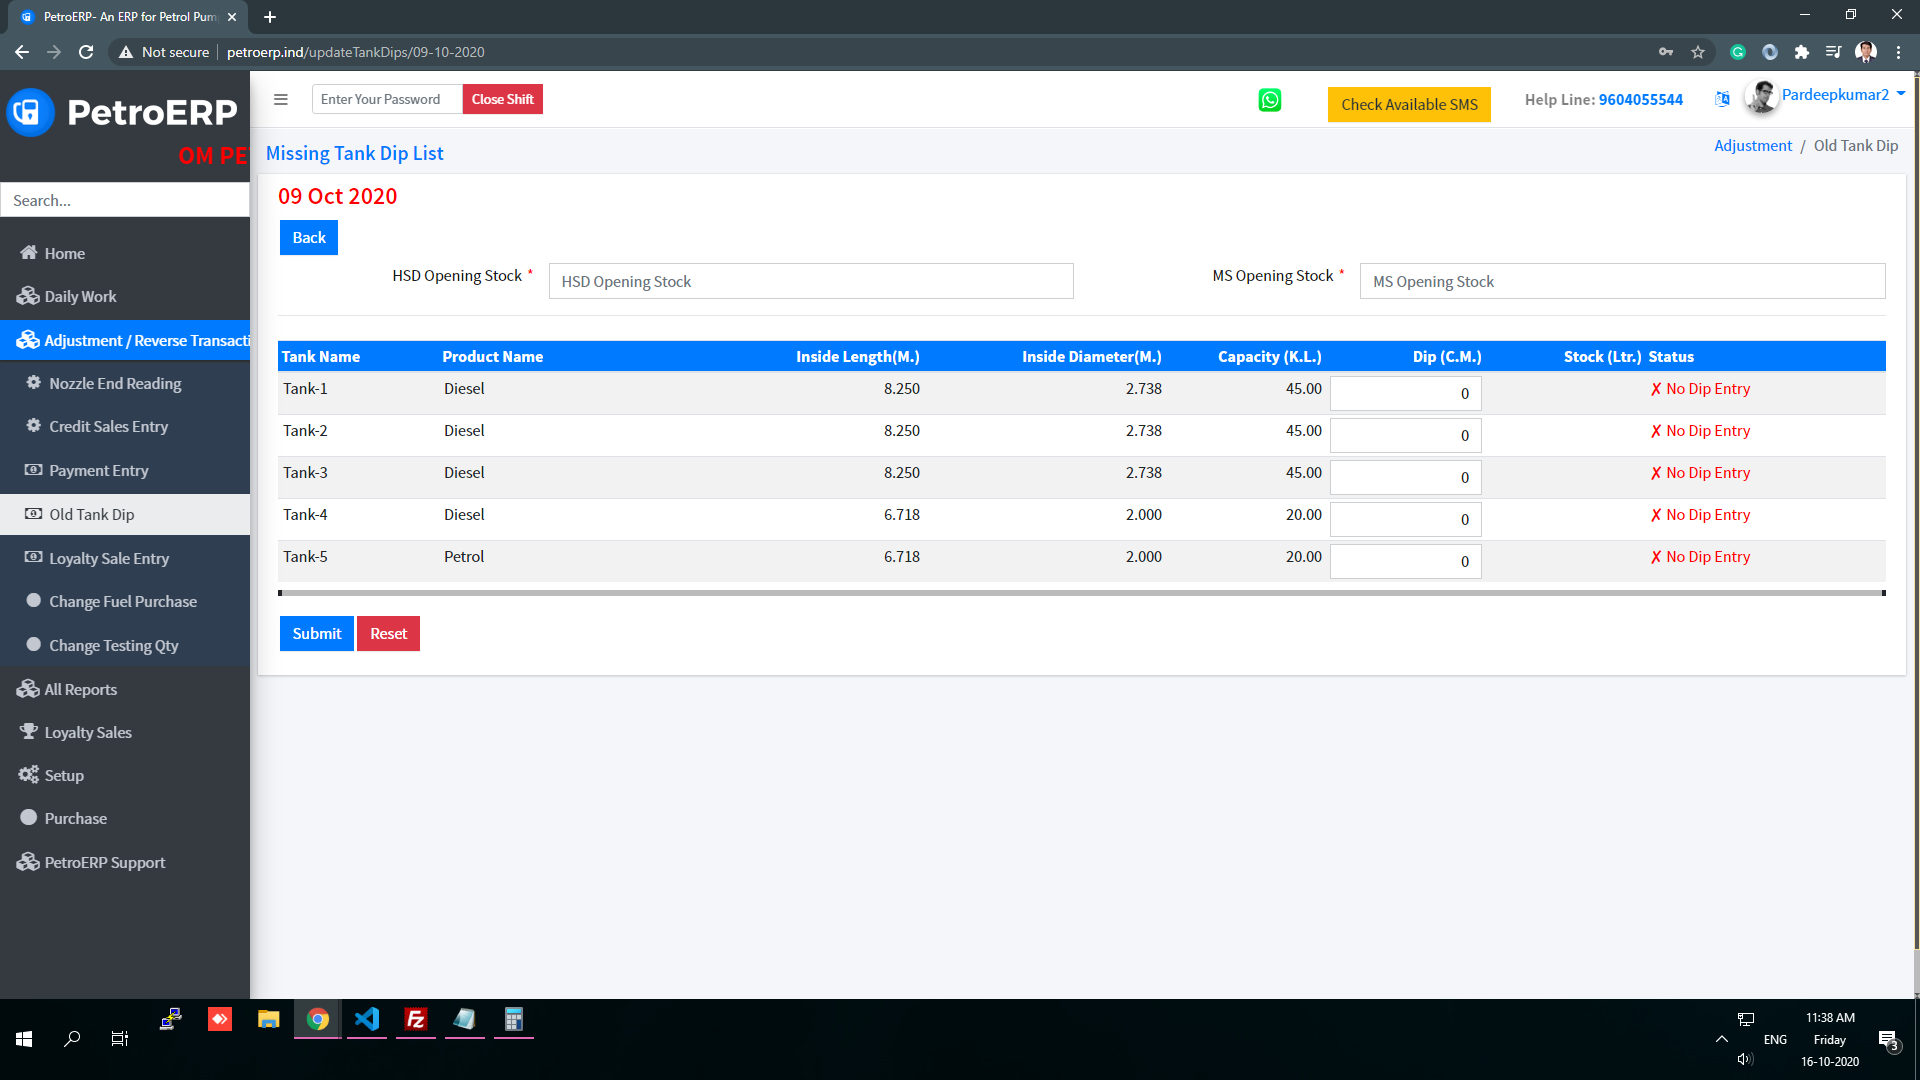 PetroERP- An ERP for Petrol Pum
Not secure petroerp.ind/updateTankDips/09-10-2020
PetroERP
OM PE
Search...
Home
Daily Work
Adjustment / Reverse Transacti
Nozzle End Reading
Credit Sales Entry
Payment Entry
Old Tank Dip
Loyalty Sale Entry
Change Fuel Purchase
Change Testing Qty
All Reports
Loyalty Sales
Setup
Purchase
PetroERP Support
Enter Your Password Close Shift Check Available SMS Help Line: 9604055544 Pardeepkumar2
Missing Tank Dip List Adjustment / Old Tank Dip
09 Oct 2020
Back
HSD Opening Stock * HSD Opening Stock MS Opening Stock * MS Opening Stock
Tank Name Product Name Inside Length(M.) Inside Diameter(M.) Capacity (K.L.) Dip (C.M.) Stock (Ltr.) Status
Tank-1 Diesel 8.250 2.738 45.00 0 ✗ No Dip Entry
Tank-2 Diesel 8.250 2.738 45.00 0 ✗ No Dip Entry
Tank-3 Diesel 8.250 2.738 45.00 0 ✗ No Dip Entry
Tank-4 Diesel 6.718 2.000 20.00 0 ✗ No Dip Entry
Tank-5 Petrol 6.718 2.000 20.00 0 ✗ No Dip Entry
Submit Reset
11:38 AM
ENG Friday 3
16-10-2020